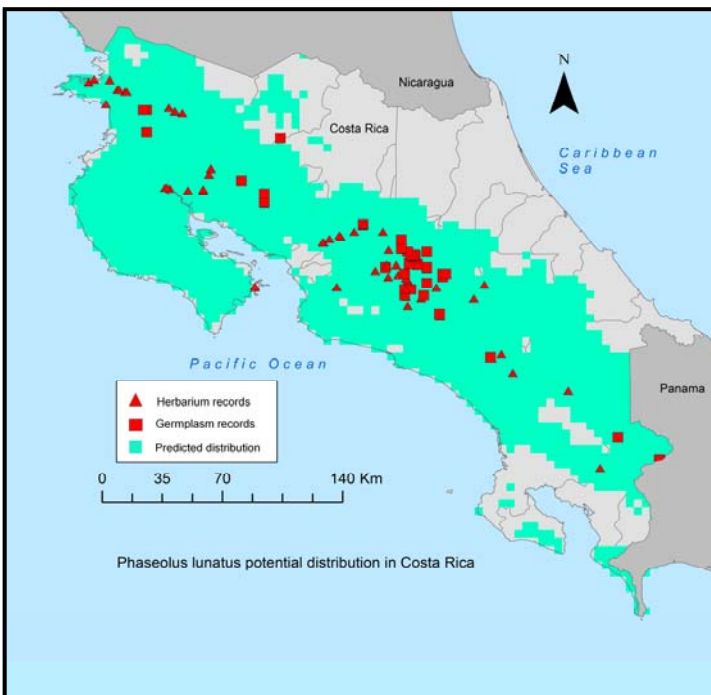 N
Nicaragua
Costa Rica
Caribbean
Sea
Pacific Ocean
Panama
Herbarium records
Germplasm records
Predicted distribution
0 35 70 140 Km
Phaseolus lunatus potential distribution in Costa Rica